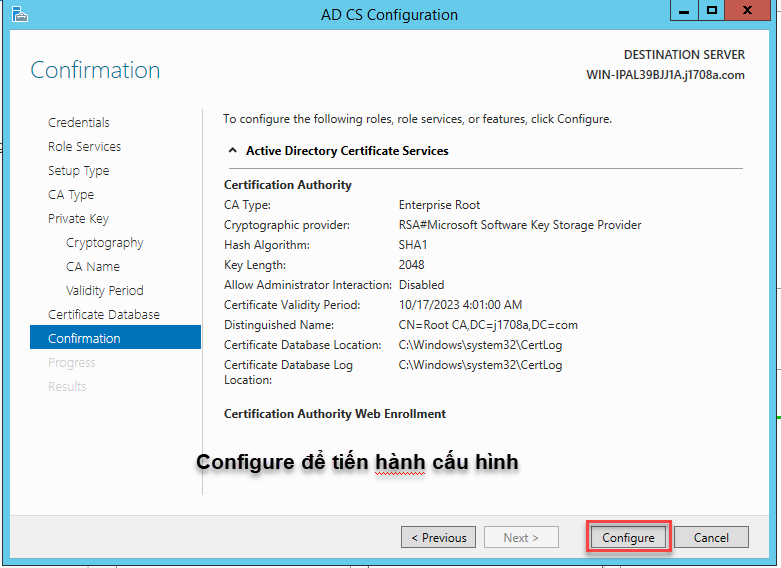 AD CS Configuration
Confirmation
DESTINATION SERVER
WIN-IPAL39BJJ1A.j1708a.com
Credentials
Role Services
Setup Type
CA Type
Private Key
Cryptography
CA Name
Validity Period
Certificate Database
Confirmation
Progress
Results
To configure the following roles, role services, or features, click Configure.
Active Directory Certificate Services
Certification Authority
CA Type: Enterprise Root
Cryptographic provider: RSA#Microsoft Software Key Storage Provider
Hash Algorithm: SHA1
Key Length: 2048
Allow Administrator Interaction: Disabled
Certificate Validity Period: 10/17/2023 4:01:00 AM
Distinguished Name: CN=Root CA,DC=j1708a,DC=com
Certificate Database Location: C:\Windows\system32\CertLog
Certificate Database Log C:\Windows\system32\CertLog
Location:
Certification Authority Web Enrollment
Configure để tiến hành cấu hình
< Previous Next > Configure Cancel